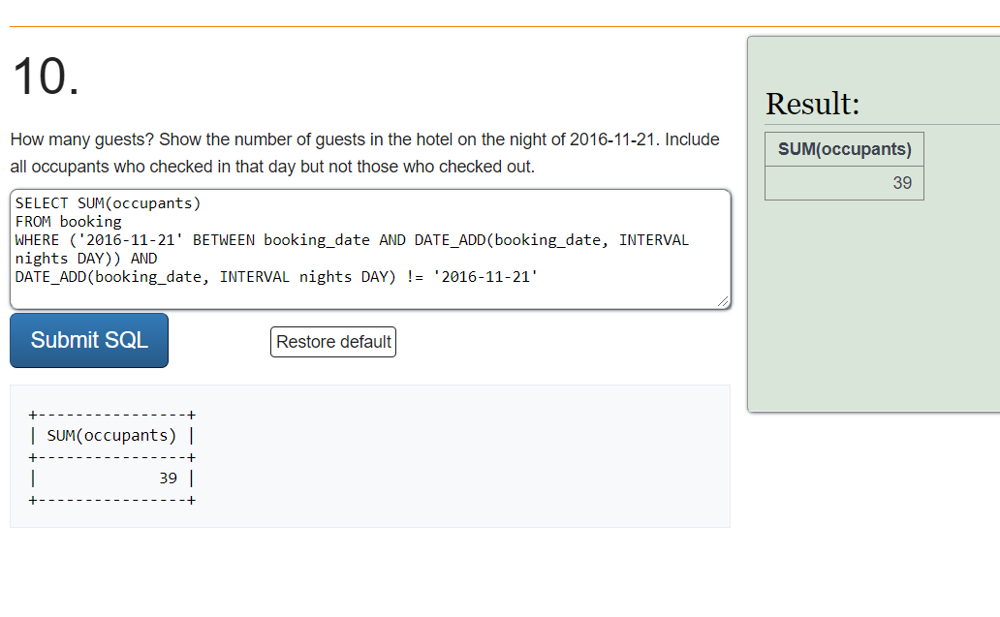 10.
How many guests? Show the number of guests in the hotel on the night of 2016-11-21. Include
all occupants who checked in that day but not those who checked out.
SELECT SUM(occupants)
FROM booking
WHERE ('2016-11-21' BETWEEN booking_date AND DATE_ADD(booking_date, INTERVAL
nights DAY)) AND
DATE_ADD(booking_date, INTERVAL nights DAY) != '2016-11-21'
Submit SQL
Restore default
+----------------+
| SUM(occupants) |
+----------------+
|             39 |
+----------------+
Result:
SUM(occupants)
39